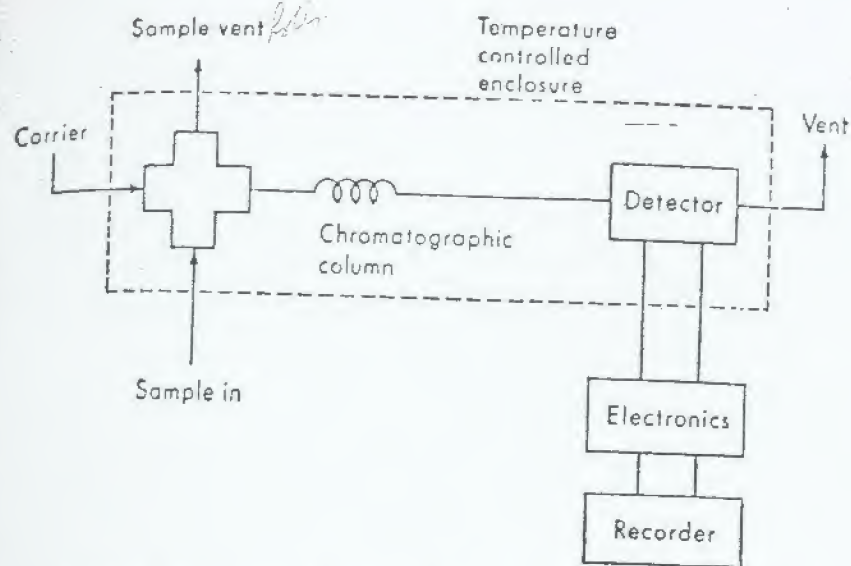 Sample vent
Temperature
controlled
enclosure
Carrier
Vent
Detector
Chromatographic
column
Sample in
Electronics
Recorder